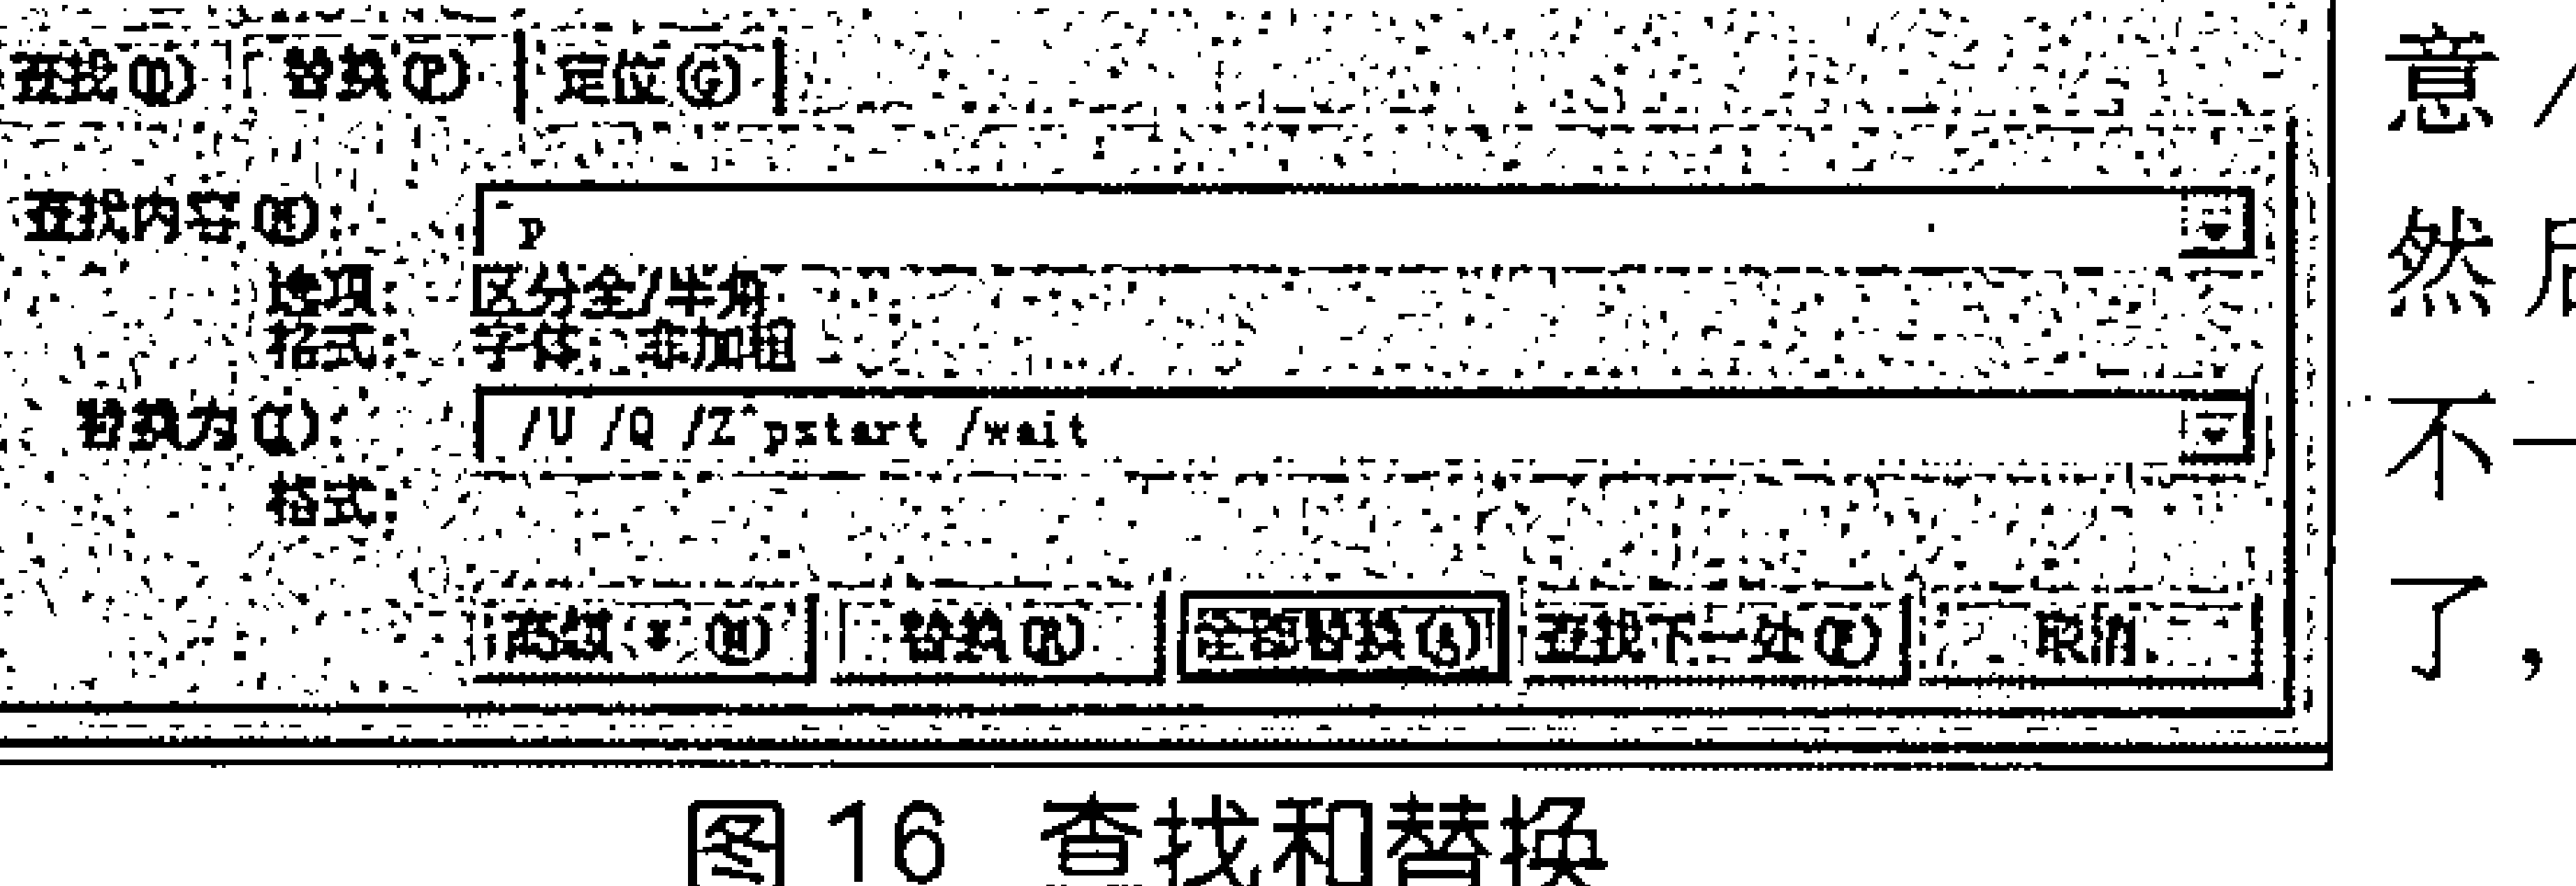 查找(D) 替换(P) 定位(G)
查找内容(N): ^p
选项: 区分全/半角
格式: 字体: 非加粗
替换为(I): /U /Q /Z^pstart /wait
格式:
高级 (M) 替换(R) 全部替换(A) 查找下一处(F) 取消
图 16 查找和替换
意 /
然后
不一
了，